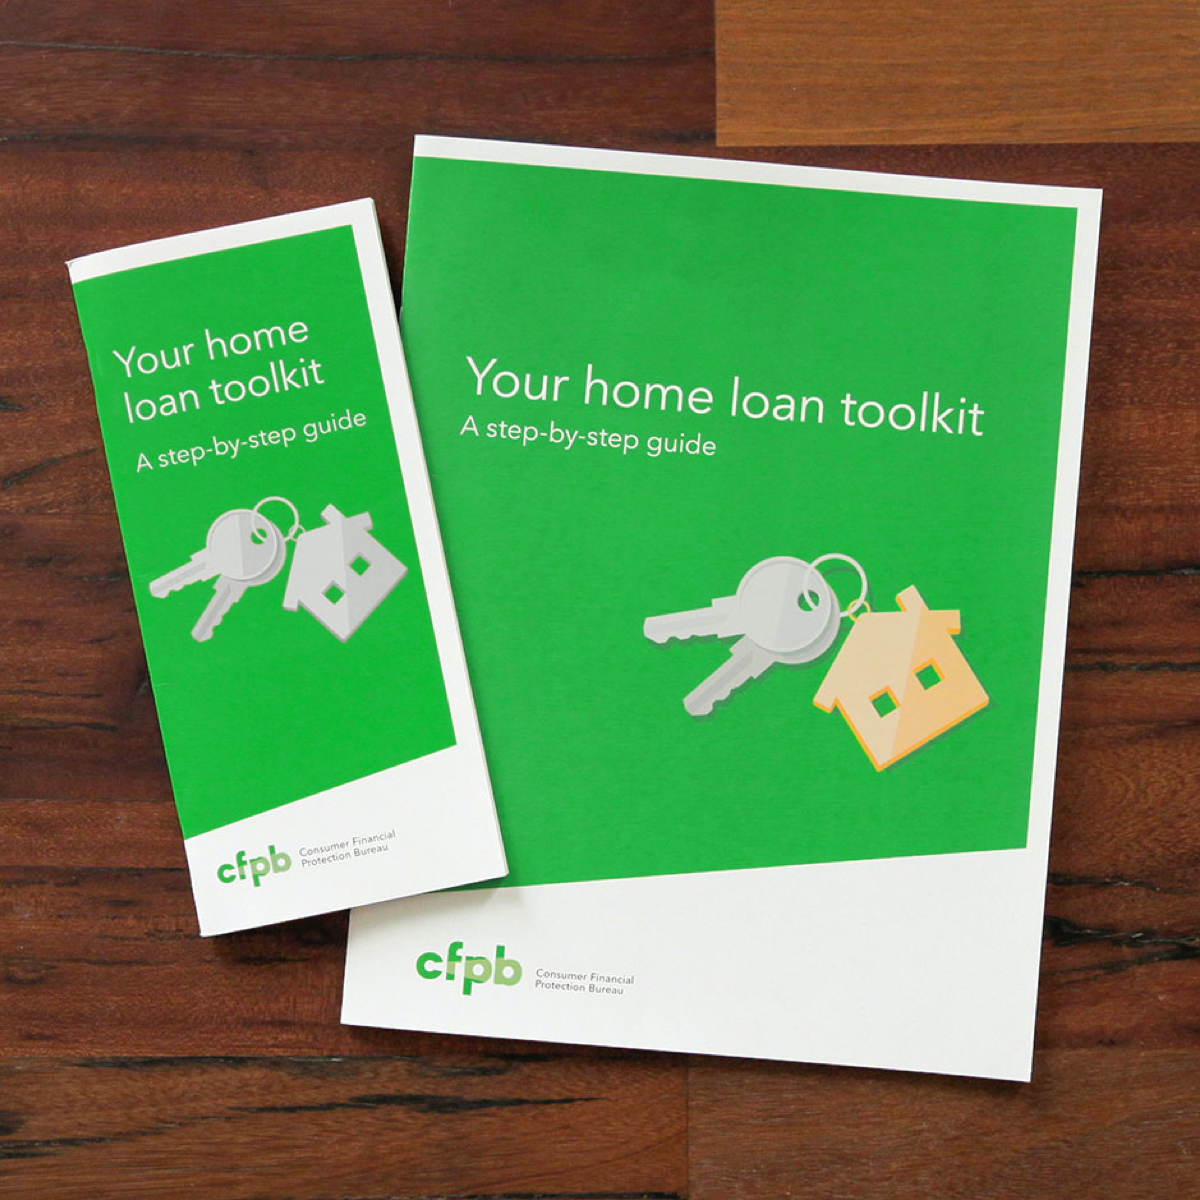 Your home
loan toolkit
A step-by-step guide
cfpb
Consumer Financial
Protection Bureau
Your home loan toolkit
A step-by-step guide
cfpb
Consumer Financial
Protection Bureau